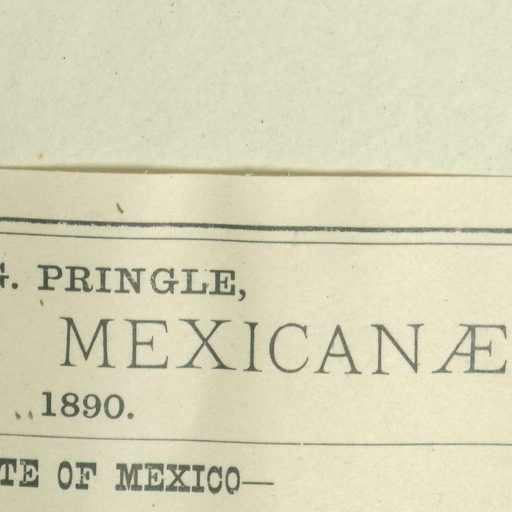 G. PRINGLE,
MEXICANÆ
1890.
TE OF MEXICO—